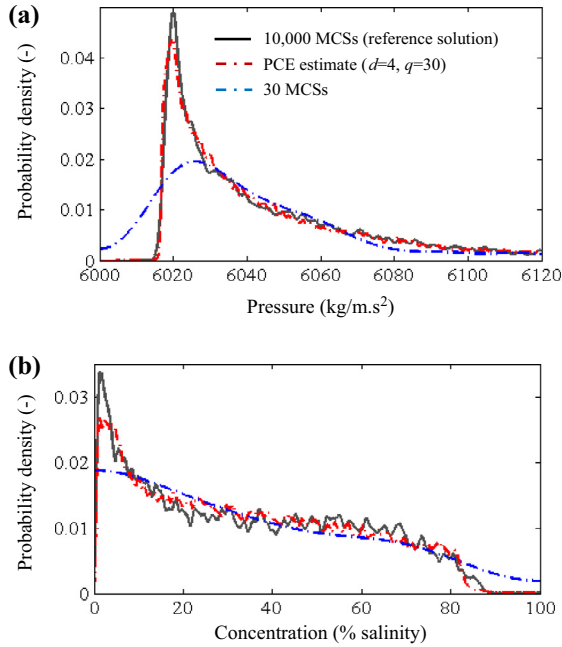 (a)
10,000 MCSs (reference solution)
PCE estimate (d=4, q=30)
30 MCSs
Probability density (-)
0.04
0.03
0.02
0.01
0
6000 6020 6040 6060 6080 6100 6120
Pressure (kg/m.s²)
(b)
Probability density (-)
0.03
0.02
0.01
0
0 20 40 60 80 100
Concentration (% salinity)